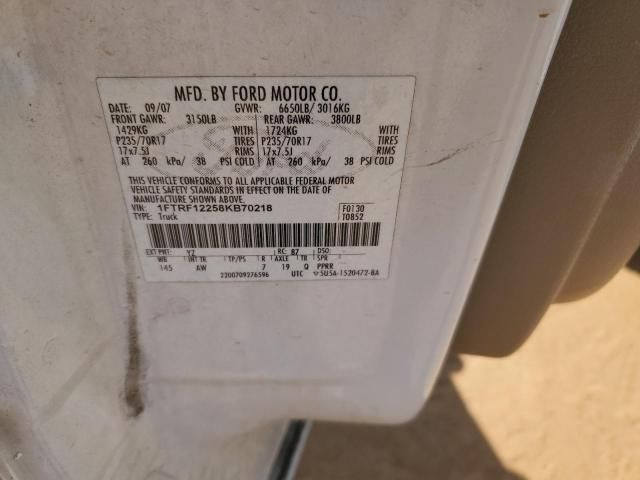 MFD. BY FORD MOTOR CO.
DATE: 09/07 GVWR: 6650LB/ 3016KG
FRONT GAWR: 3150LB REAR GAWR: 3800LB
1429KG WITH 1724KG WITH
P235/70R17 TIRES P235/70R17 TIRES
17x7.5J RIMS 17x7.5J RIMS
AT 260 kPa/ 38 PSI COLD AT 260 kPa/ 38 PSI COLD
THIS VEHICLE CONFORMS TO ALL APPLICABLE FEDERAL MOTOR
VEHICLE SAFETY STANDARDS IN EFFECT ON THE DATE OF
MANUFACTURE SHOWN ABOVE.
VIN: 1FTRF12258KB70218 F0130
TYPE: Truck T0852
EXT PNT: YZ RC: 87 DSO:
WB INT TR TP/PS R AXLE TR SPR
145 AW 7 19 Q PPRR
2200709276596 UTC 5U5A-1520472-BA